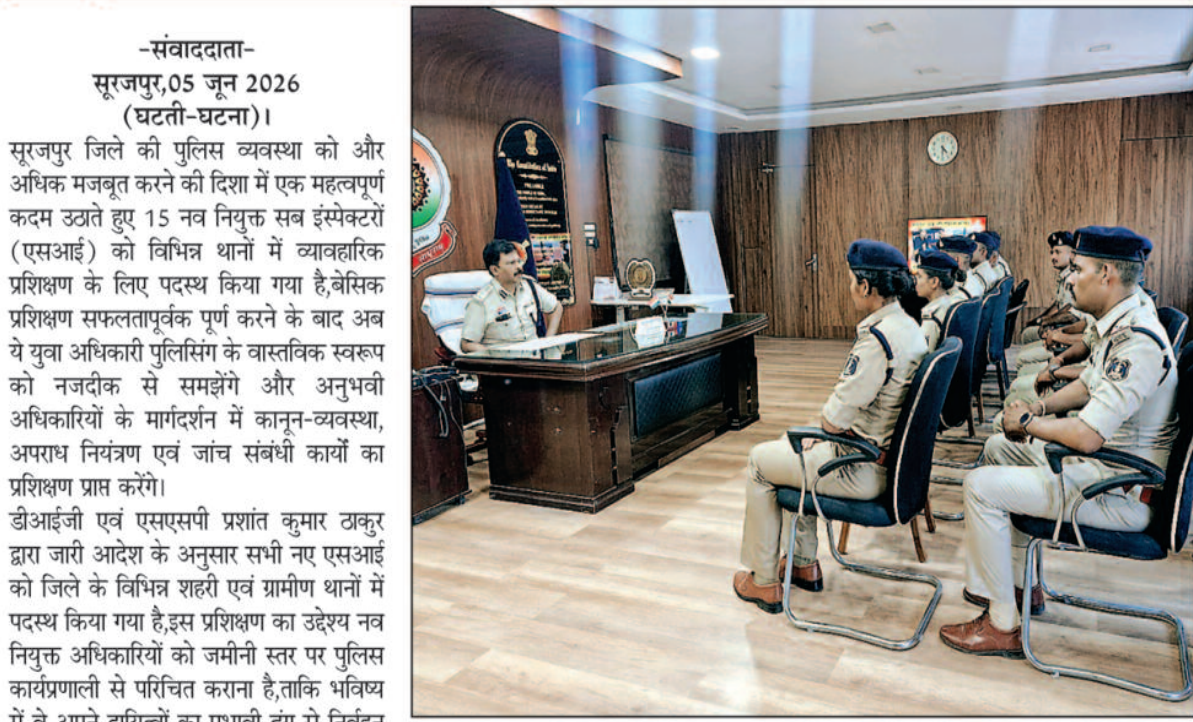 -संवाददाता-
सूरजपुर,05 जून 2026
(घटती-घटना)।
सूरजपुर जिले की पुलिस व्यवस्था को और
अधिक मजबूत करने की दिशा में एक महत्वपूर्ण
कदम उठाते हुए 15 नव नियुक्त सब इंस्पेक्टरों
(एसआई) को विभिन्न थानों में व्यावहारिक
प्रशिक्षण के लिए पदस्थ किया गया है,बेसिक
प्रशिक्षण सफलतापूर्वक पूर्ण करने के बाद अब
ये युवा अधिकारी पुलिसिंग के वास्तविक स्वरूप
को नजदीक से समझेंगे और अनुभवी
अधिकारियों के मार्गदर्शन में कानून-व्यवस्था,
अपराध नियंत्रण एवं जांच संबंधी कार्यों का
प्रशिक्षण प्राप्त करेंगे।
डीआईजी एवं एसएसपी प्रशांत कुमार ठाकुर
द्वारा जारी आदेश के अनुसार सभी नए एसआई
को जिले के विभिन्न शहरी एवं ग्रामीण थानों में
पदस्थ किया गया है,इस प्रशिक्षण का उद्देश्य नव
नियुक्त अधिकारियों को जमीनी स्तर पर पुलिस
कार्यप्रणाली से परिचित कराना है,ताकि भविष्य
में वे अपने दायित्वों का प्रभावी ढंग से निर्वहन
The Constitution of India